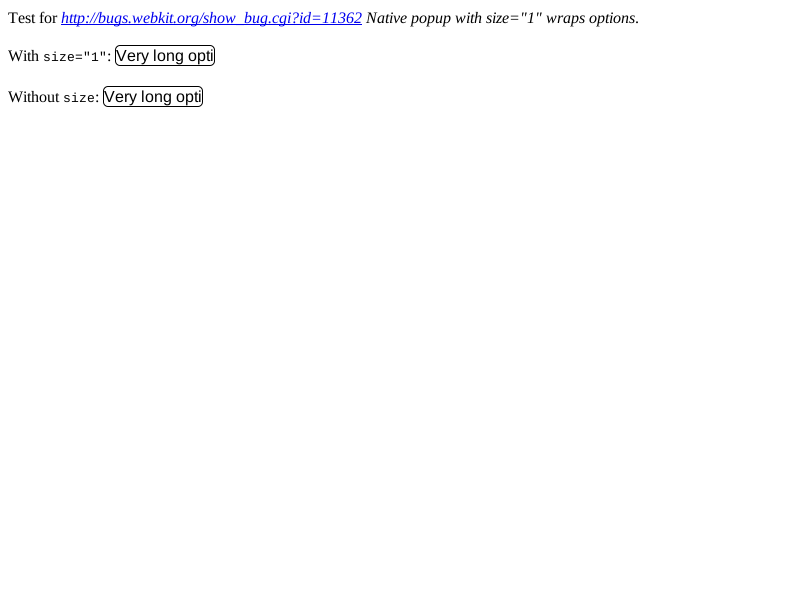 Test for http://bugs.webkit.org/show_bug.cgi?id=11362 Native popup with size="1" wraps options.
With size="1": Very long opti
Without size: Very long opti